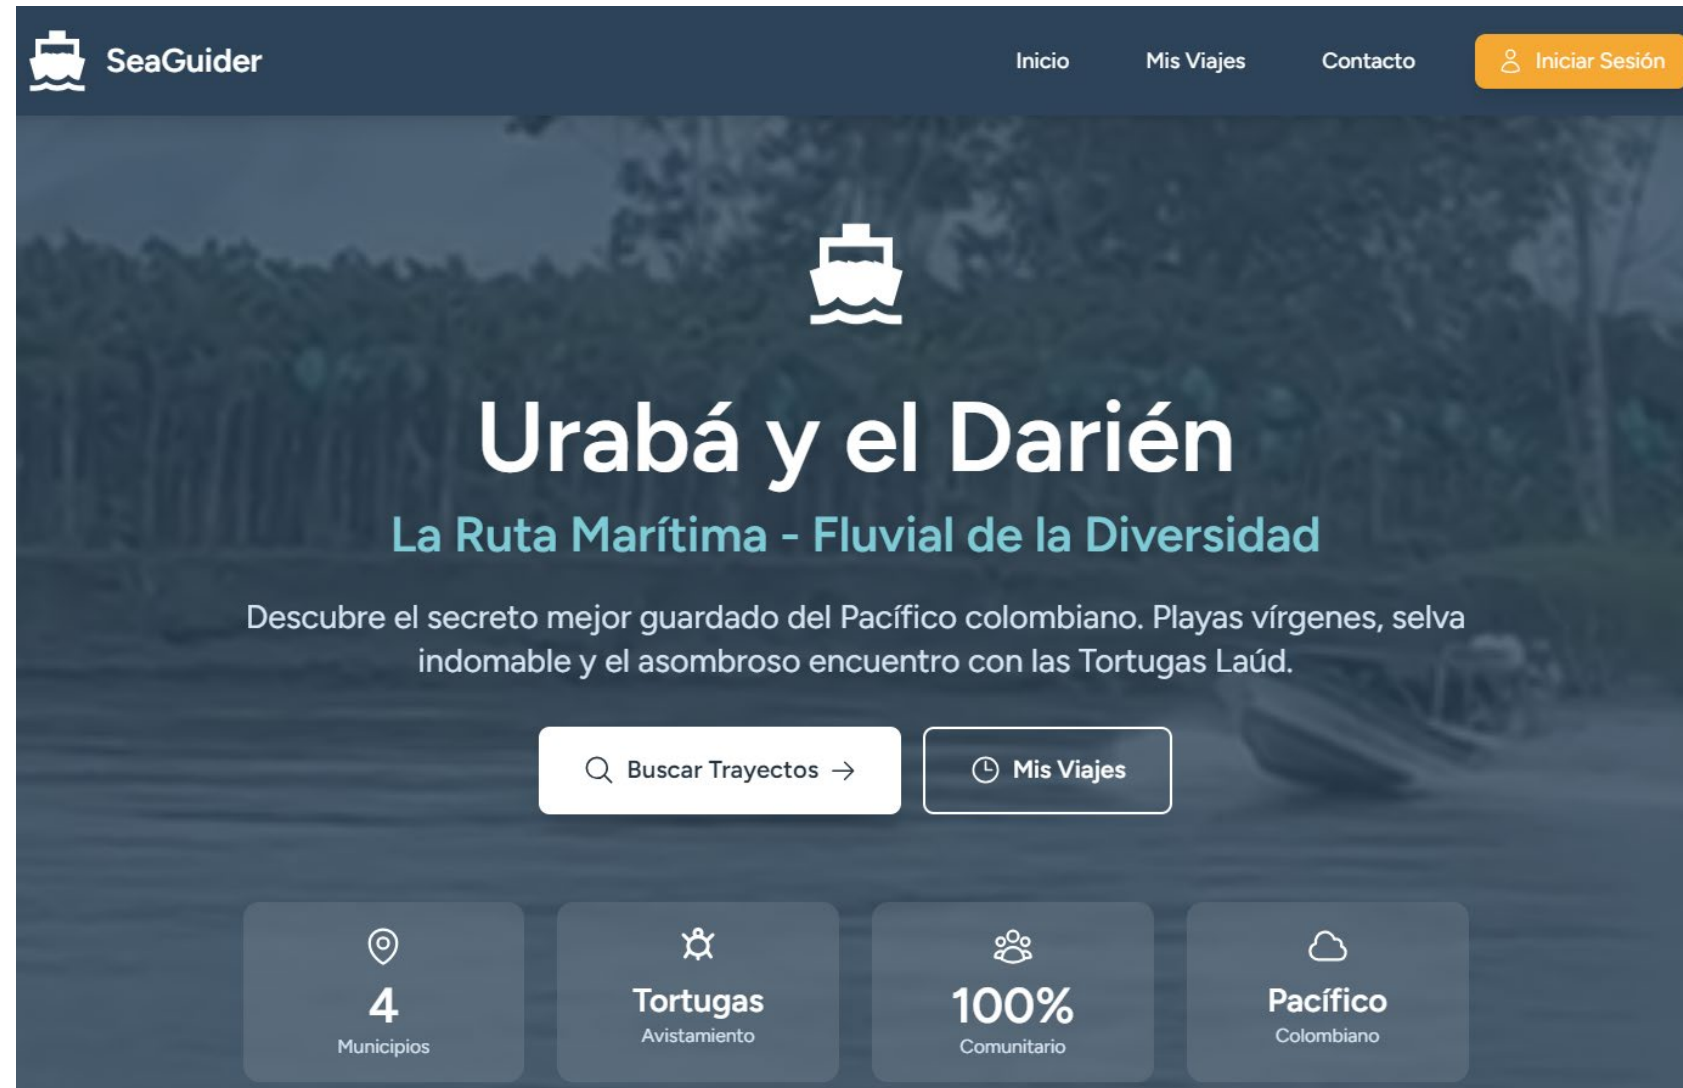 SeaGuider
Inicio
Mis Viajes
Contacto
Iniciar Sesión
Urabá y el Darién
La Ruta Marítima - Fluvial de la Diversidad
Descubre el secreto mejor guardado del Pacífico colombiano. Playas vírgenes, selva
indomable y el asombroso encuentro con las Tortugas Laúd.
Buscar Trayectos →
Mis Viajes
4
Municipios
Tortugas
Avistamiento
100%
Comunitario
Pacífico
Colombiano